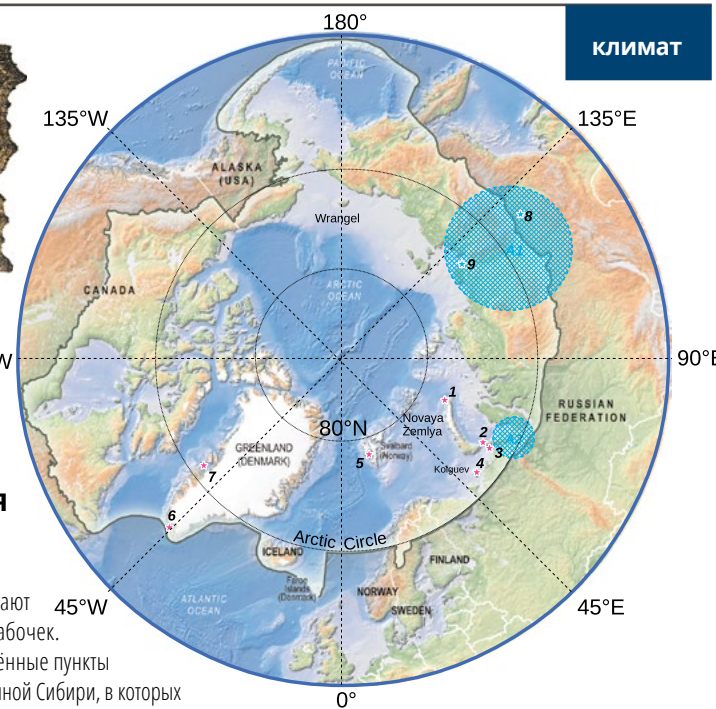 180°
климат
PACIFIC
OCEAN
135°W
135°E
ALASKA
(USA)
8
Wrangel
A1
9
CANADA
ARCTIC
OCEAN
W
90°E
1
RUSSIAN
FEDERATION
Novaya
Zemlya
80°N
2
3
GREENLAND
(DENMARK)
Svalbard
(Norway)
5
4
Kolguev
7
я
6
Arctic Circle
ICELAND
FINLAND
Faroe
Islands
(Denmark)
NORWAY
SWEDEN
ATLANTIC
OCEAN
ают
45°W
45°E
абочек.
ённые пункты
ной Сибири, в которых
0°